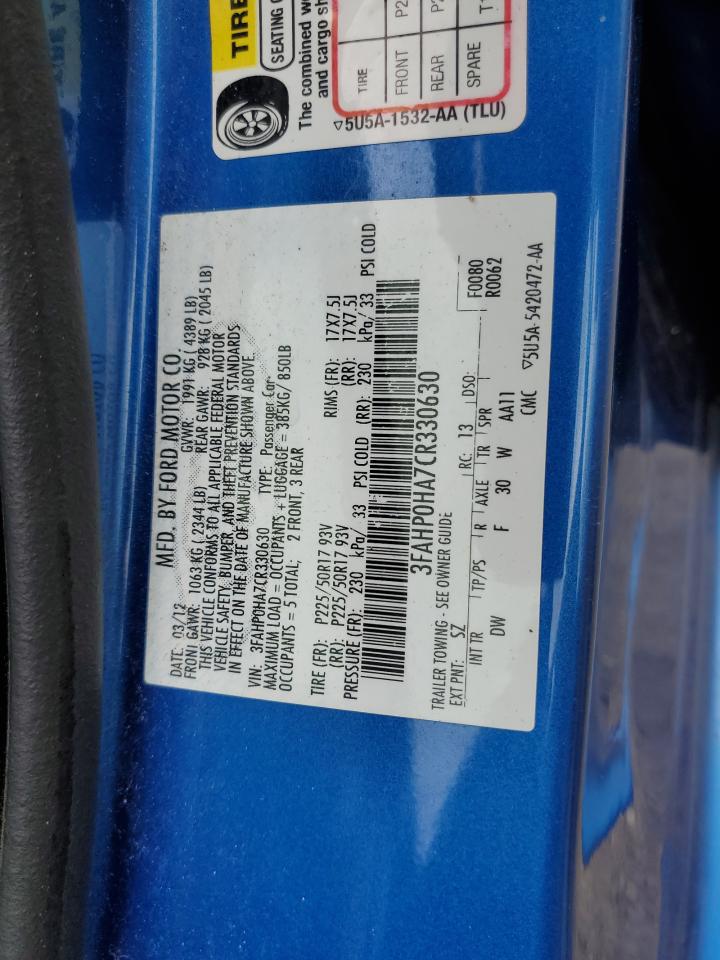 MFD. BY FORD MOTOR CO.
DATE: 03/12 GVWR: 1991 KG ( 4389 LB)
FRONT GAWR: 1063 KG ( 2344 LB) REAR GAWR: 928 KG ( 2045 LB)
THIS VEHICLE CONFORMS TO ALL APPLICABLE FEDERAL MOTOR
VEHICLE SAFETY, BUMPER, AND THEFT PREVENTION STANDARDS
IN EFFECT ON THE DATE OF MANUFACTURE SHOWN ABOVE.
VIN: 3FAHP0HA7CR330630 TYPE: Passenger Car
MAXIMUM LOAD = OCCUPANTS + LUGGAGE = 385KG/ 850LB
OCCUPANTS = 5 TOTAL; 2 FRONT, 3 REAR
TIRE (FR): P225/50R17 93V RIMS (FR): 17X7.5J
(RR): P225/50R17 93V (RR): 17X7.5J
PRESSURE (FR): 230 kPa/ 33 PSI COLD (RR): 230 kPa/ 33 PSI COLD
3FAHP0HA7CR330630
TRAILER TOWING - SEE OWNER GUIDE F0080
EXT PNT: SZ RC: 13 DSO: R0062
INT TR TP/PS R AXLE TR SPR
DW F 30 W AA11
CMC ▽5U5A-5420472-AA
TIRE
SEATING
The combined
and cargo
TIRE
FRONT
REAR
SPARE
▽5U5A-1532-AA (TLU)